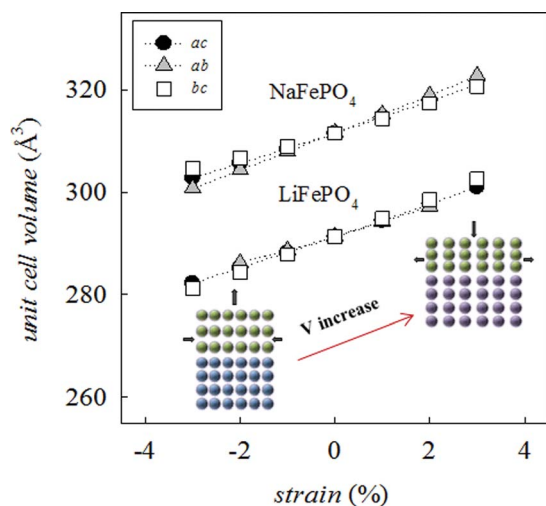 ac
ab
bc
NaFePO₄
LiFePO₄
V increase
unit cell volume (Å³)
320
300
280
260
-4
-2
0
2
4
strain (%)